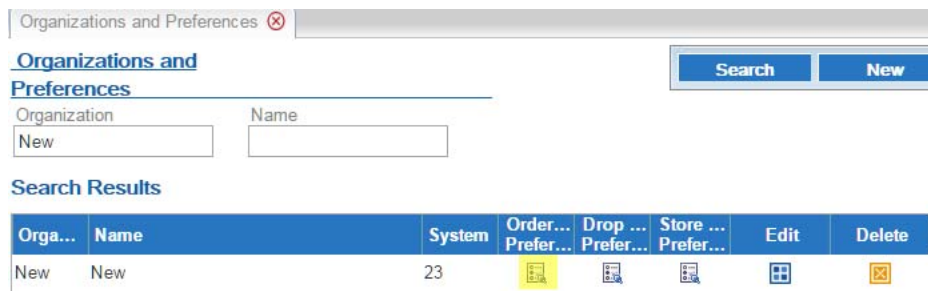 Organizations and Preferences
Organizations and
Preferences
Search New
Organization Name
New
Search Results
Orga... Name System Order... Prefer... Drop ... Prefer... Store ... Prefer... Edit Delete
New New 23